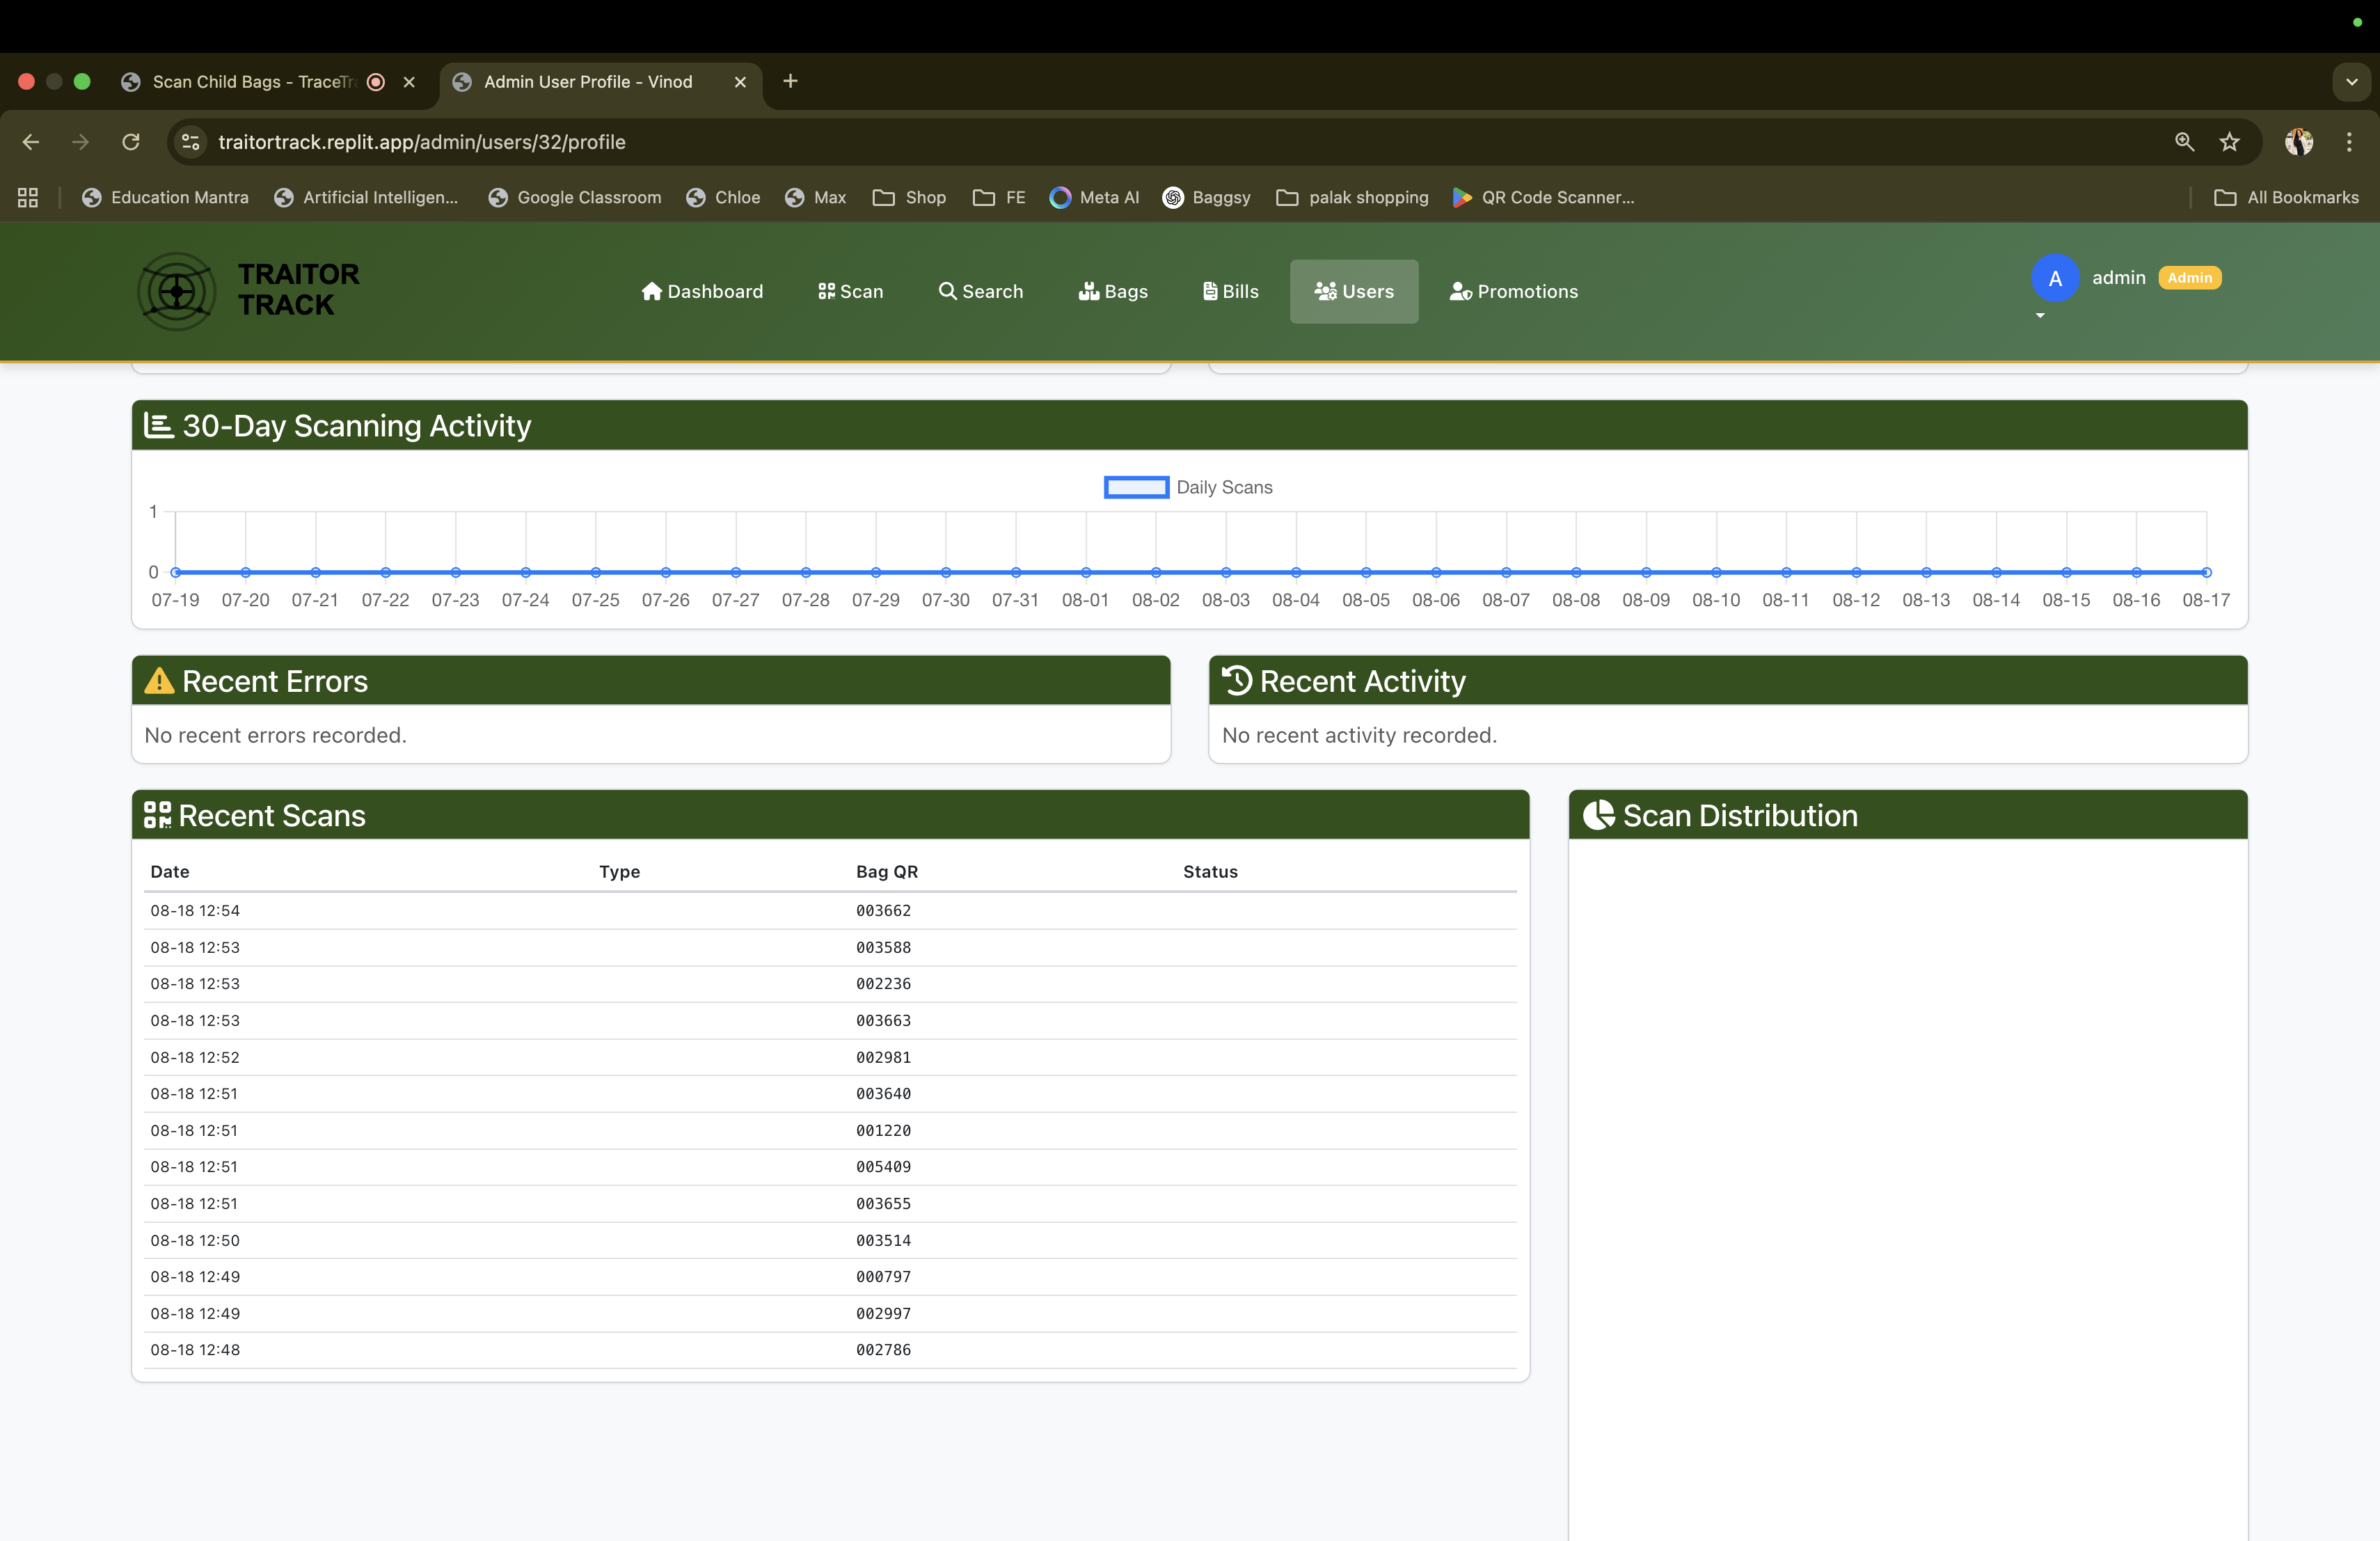 Scan Child Bags - TraceTr
Admin User Profile - Vinod
traitortrack.replit.app/admin/users/32/profile
Education Mantra
Artificial Intelligen...
Google Classroom
Chloe
Max
Shop
FE
Meta AI
Baggsy
palak shopping
QR Code Scanner...
All Bookmarks
TRAITOR
TRACK
Dashboard
Scan
Search
Bags
Bills
Users
Promotions
A
admin
Admin
30-Day Scanning Activity
Daily Scans
1
0
07-19 07-20 07-21 07-22 07-23 07-24 07-25 07-26 07-27 07-28 07-29 07-30 07-31 08-01 08-02 08-03 08-04 08-05 08-06 08-07 08-08 08-09 08-10 08-11 08-12 08-13 08-14 08-15 08-16 08-17
Recent Errors
No recent errors recorded.
Recent Activity
No recent activity recorded.
Recent Scans
Date Type Bag QR Status
08-18 12:54 003662
08-18 12:53 003588
08-18 12:53 002236
08-18 12:53 003663
08-18 12:52 002981
08-18 12:51 003640
08-18 12:51 001220
08-18 12:51 005409
08-18 12:51 003655
08-18 12:50 003514
08-18 12:49 000797
08-18 12:49 002997
08-18 12:48 002786
Scan Distribution